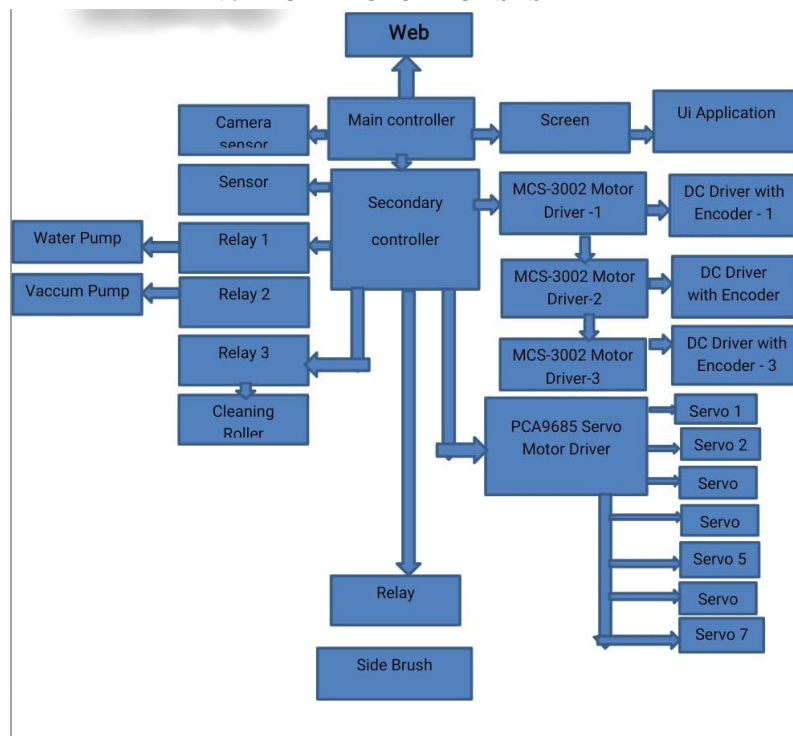 Web
Main controller
Screen
Ui Application
Camera
sensor
Sensor
Secondary
controller
MCS-3002 Motor
Driver -1
DC Driver with
Encoder - 1
Water Pump
Relay 1
Vaccum Pump
Relay 2
MCS-3002 Motor
Driver-2
DC Driver
with Encoder
Relay 3
MCS-3002 Motor
Driver-3
DC Driver with
Encoder - 3
Cleaning
Roller
PCA9685 Servo
Motor Driver
Servo 1
Servo 2
Servo
Servo
Servo 5
Servo
Servo 7
Relay
Side Brush